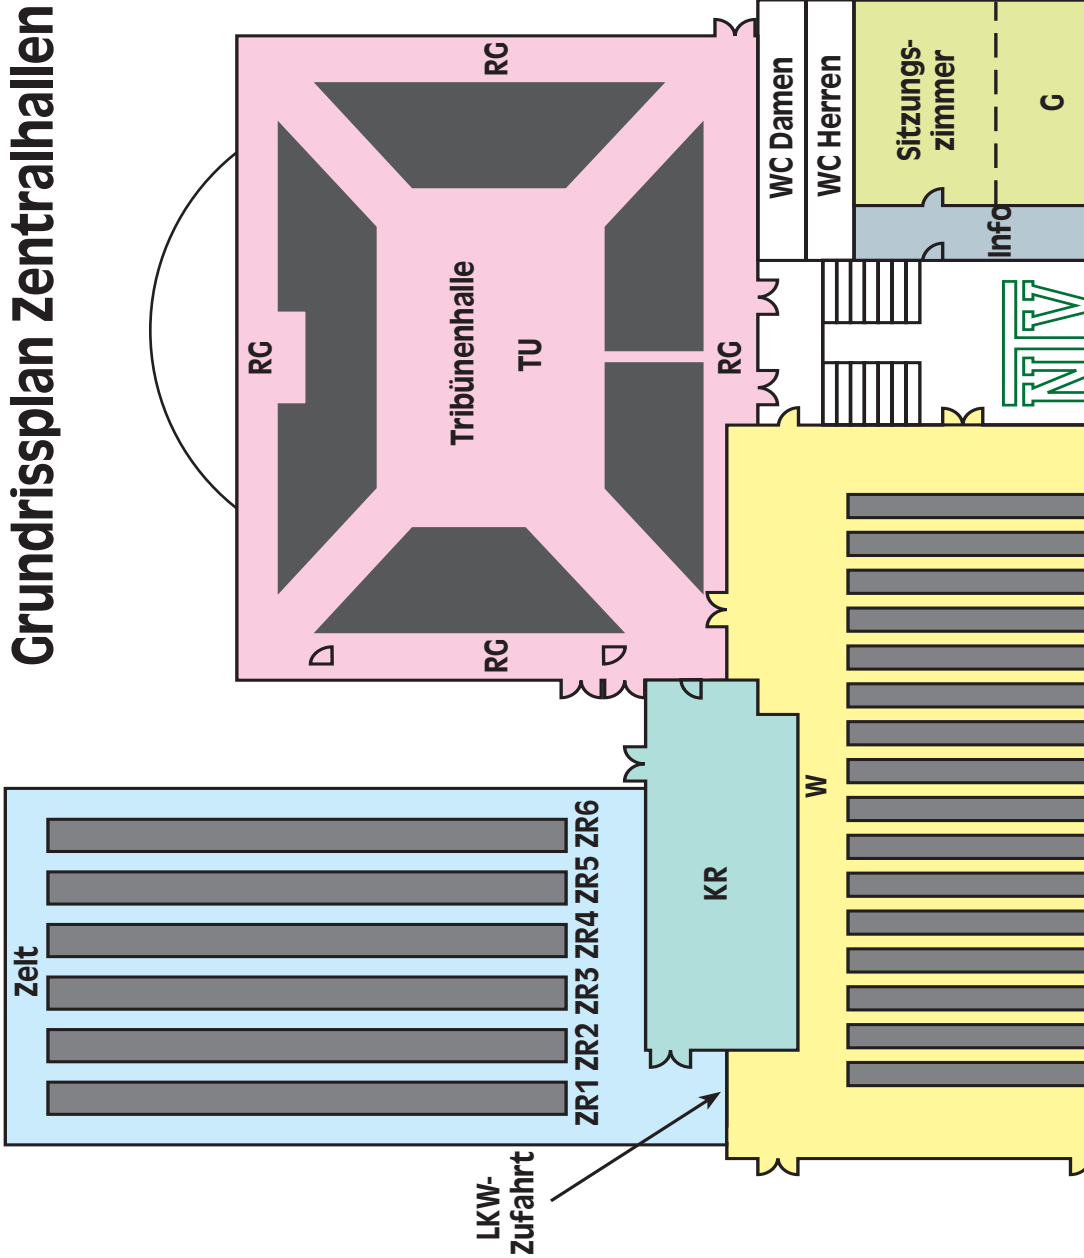 Grundrissplan Zentralhallen
Zelt
ZR1 ZR2 ZR3 ZR4 ZR5 ZR6
RG
RG
Tribünenhalle
TU
RG
RG
KR
W
LKW-
Zufahrt
WC Damen
WC Herren
Sitzungs-
zimmer
G
Info